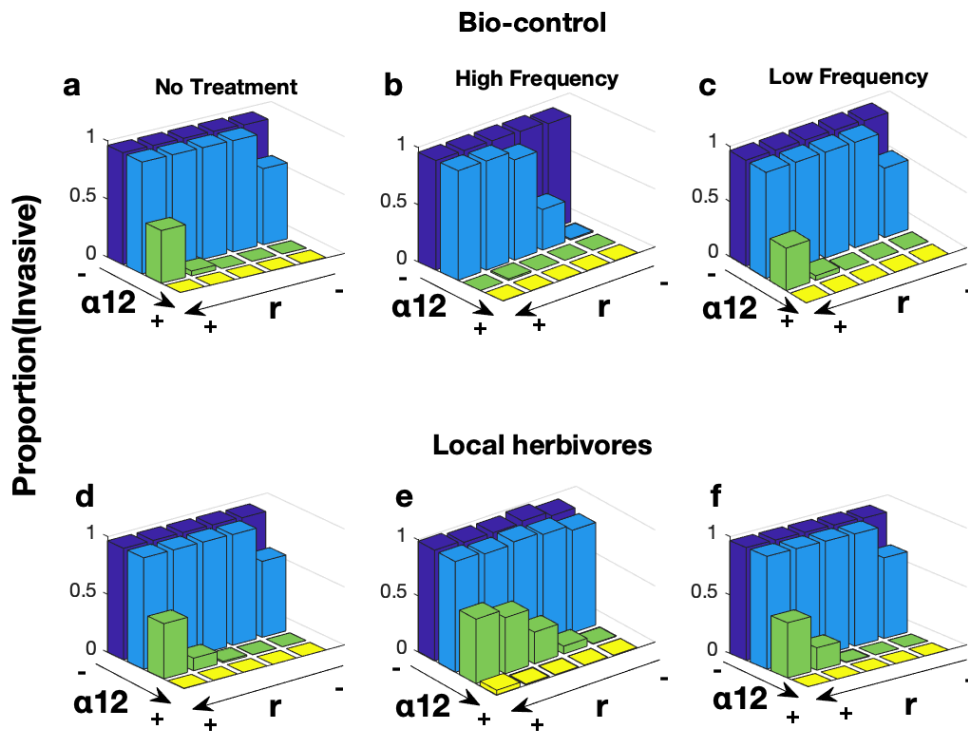 Bio-control
a No Treatment
b High Frequency
c Low Frequency
Proportion(Invasive)
1
0.5
0
-
α12
+
+
r
-
1
0.5
0
-
α12
+
+
r
-
1
0.5
0
-
α12
+
+
r
-
Local herbivores
d
e
f
1
0.5
0
-
α12
+
+
r
-
1
0.5
0
-
α12
+
+
r
-
1
0.5
0
-
α12
+
+
r
-